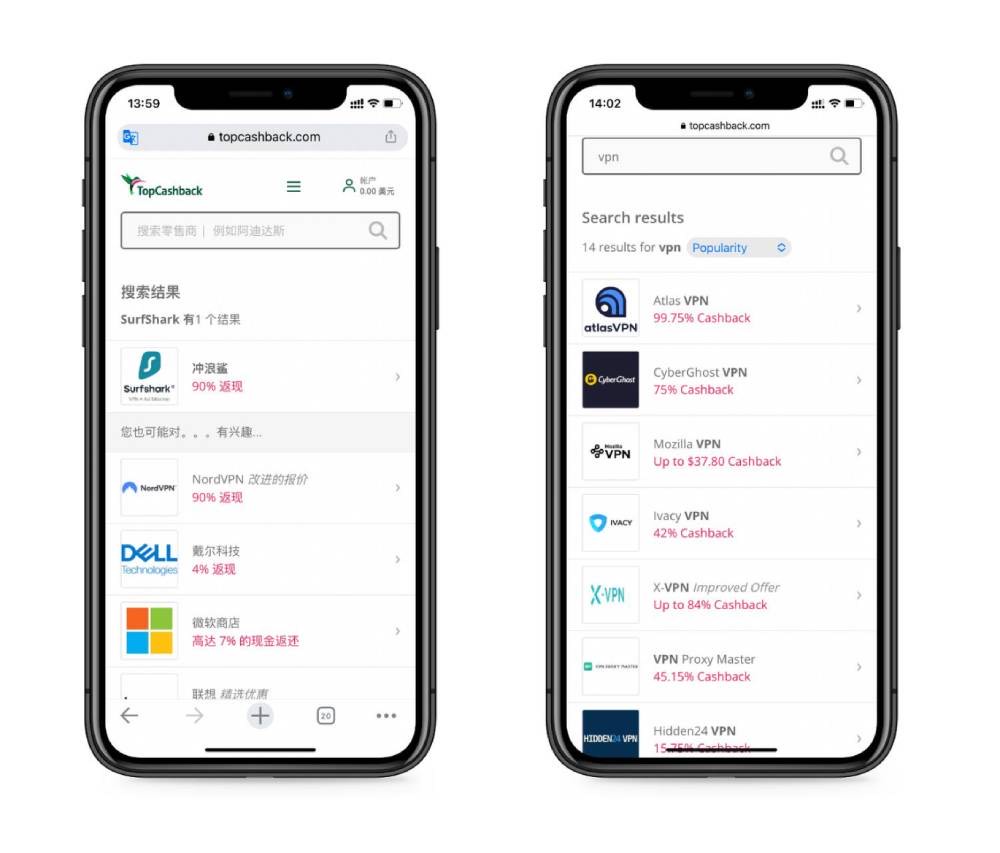 13:59
topcashback.com
TopCashback
帐户
0.00 美元
搜索零售商 | 例如阿迪达斯
搜索结果
SurfShark 有1 个结果
Surfshark®
冲浪鲨
90% 返现
您也可能对。。。有兴趣...
NordVPN
NordVPN 改进的报价
90% 返现
DELL
Technologies
戴尔科技
4% 返现
微软商店
高达 7% 的现金返还
联想 精选优惠
20
14:02
topcashback.com
vpn
Search results
14 results for vpn Popularity
atlasVPN
Atlas VPN
99.75% Cashback
CyberGhost
CyberGhost VPN
75% Cashback
Mozilla
VPN
Mozilla VPN
Up to $37.80 Cashback
IVACY
Ivacy VPN
42% Cashback
X-VPN
X-VPN Improved Offer
Up to 84% Cashback
VPN PROXY MASTER
VPN Proxy Master
45.15% Cashback
HIDDEN24 VPN
Hidden24 VPN
15.75% Cashback